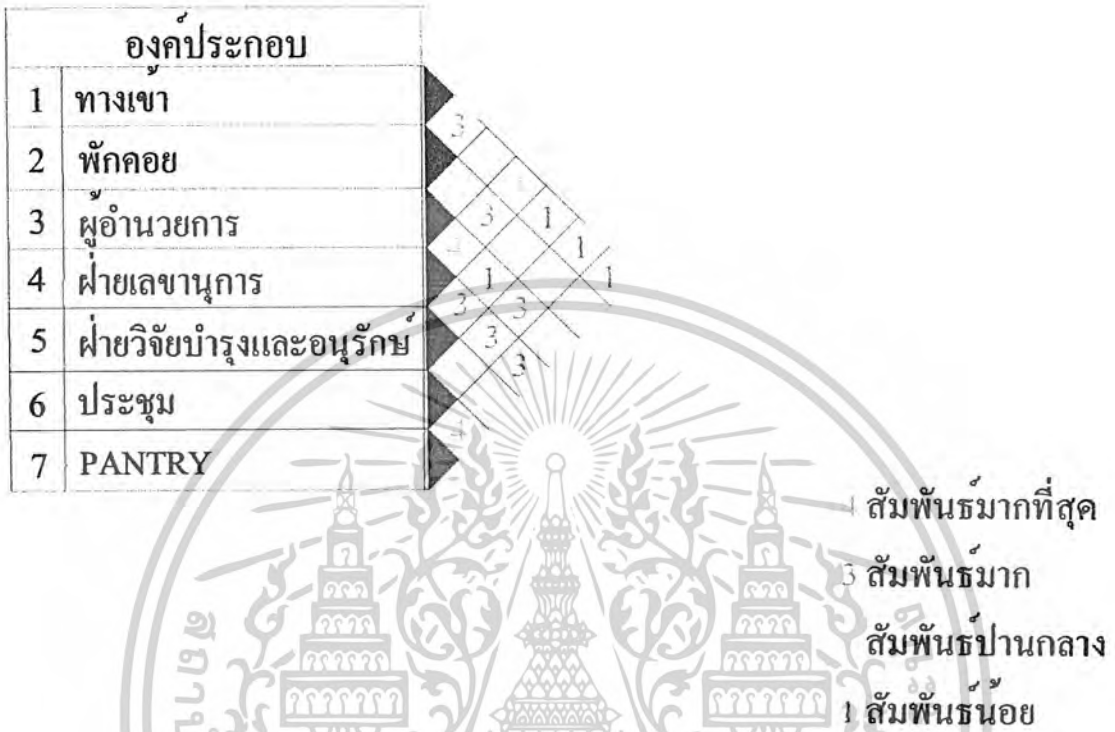 องค์ประกอบ
1 ทางเข้า
2 พักคอย
3 ผู้อำนวยการ
4 ฝ่ายเลขานุการ
5 ฝ่ายวิจัยบำรุงและอนุรักษ์
6 ประชุม
7 PANTRY
3
3 1
1
1 1
3 3
3
3
4
4 สัมพันธ์มากที่สุด
3 สัมพันธ์มาก
สัมพันธ์ปานกลาง
1 สัมพันธ์น้อย